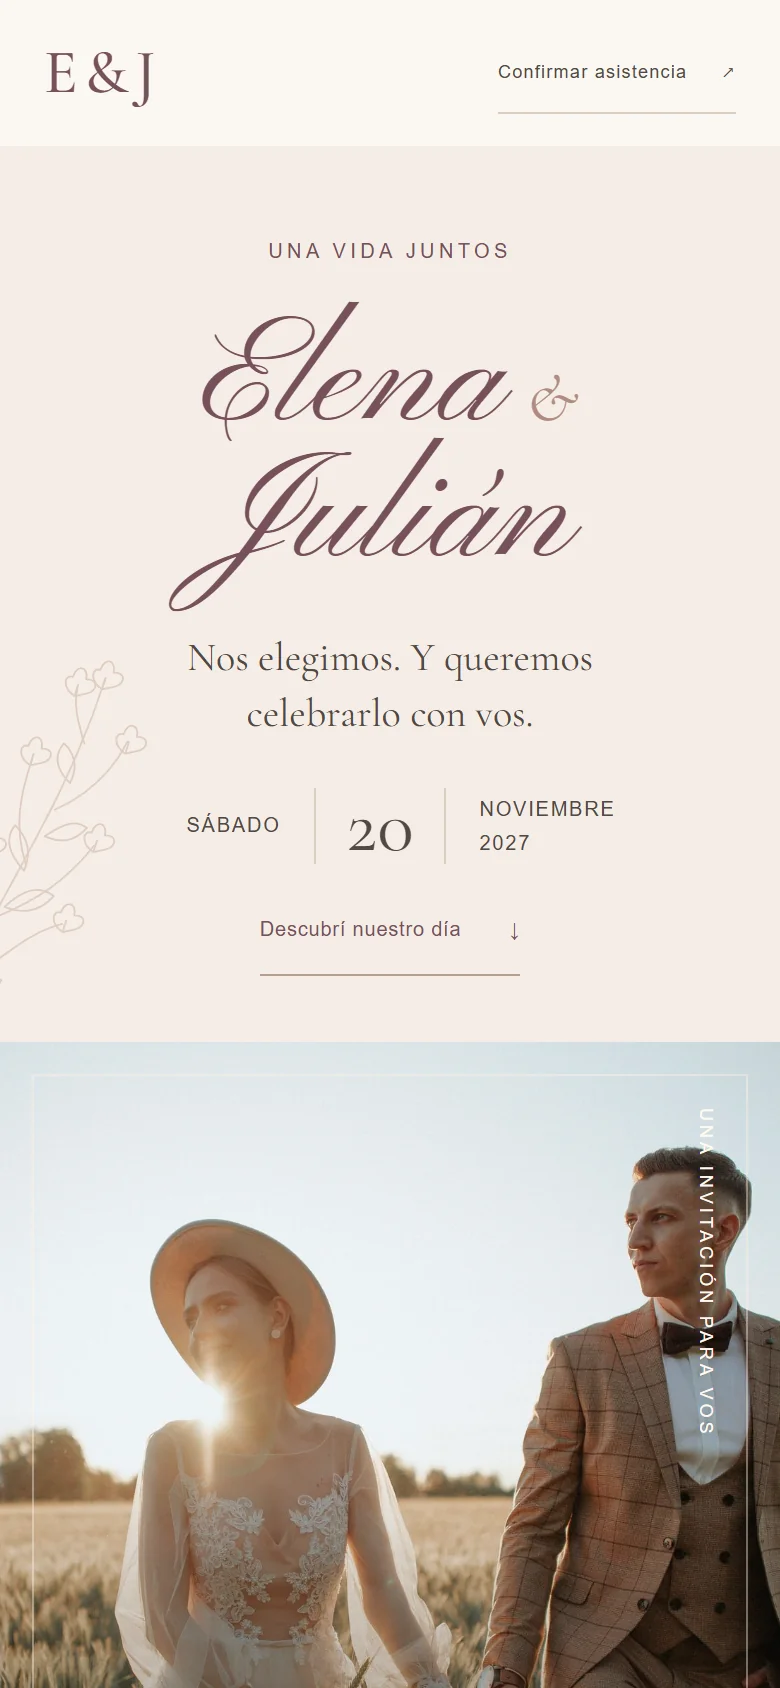 E & J
Confirmar asistencia ↗
UNA VIDA JUNTOS
Elena &
Julián
Nos elegimos. Y queremos
celebrarlo con vos.
SÁBADO
20
NOVIEMBRE
2027
Descubrí nuestro día ↓
UNA INVITACIÓN PARA VOS